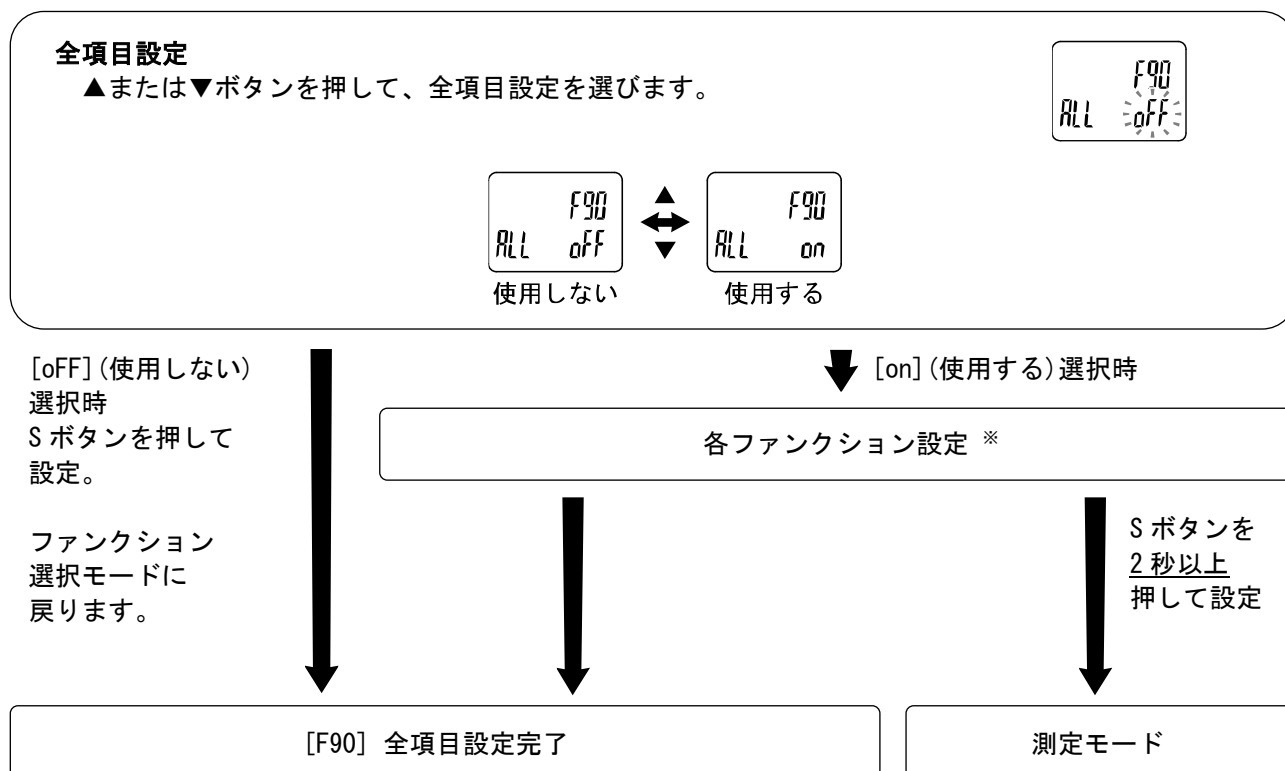 全項目設定
▲または▼ボタンを押して、全項目設定を選びます。
F90
ALL oFF
F90
ALL oFF
▲
▼
F90
ALL on
使用しない
使用する
[oFF](使用しない)
選択時
Sボタンを押して
設定。
ファンクション
選択モードに
戻ります。
[on](使用する)選択時
各ファンクション設定 ※
Sボタンを
2秒以上
押して設定
[F90] 全項目設定完了
測定モード